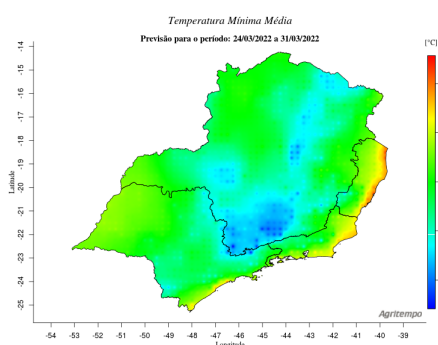 Temperatura Mínima Média
Previsão para o período: 24/03/2022 a 31/03/2022
[°C]
-14
-15
-16
-17
-18
-19
-20
-21
-22
-23
-24
-25
Latitude
Agritempo
-54 -53 -52 -51 -50 -49 -48 -47 -46 -45 -44 -43 -42 -41 -40 -39
Longitude